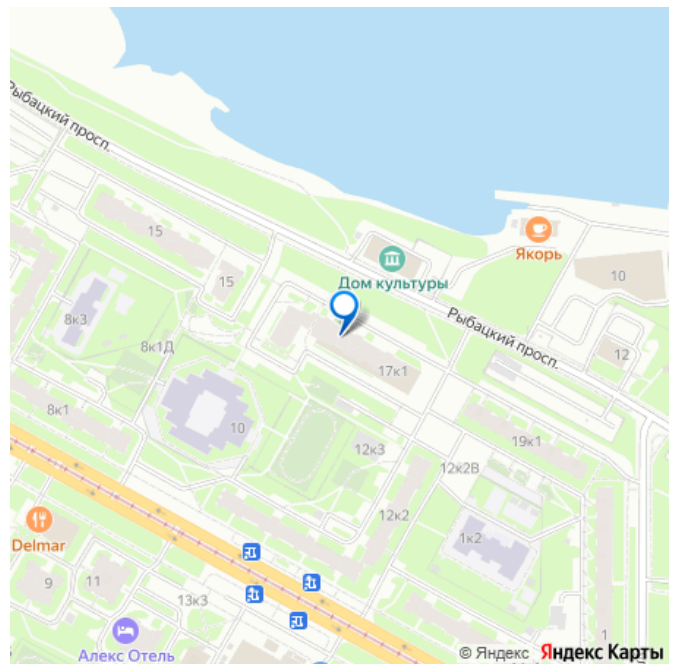 Рыбацкий просп.
15
15
Дом культуры
Якорь
10
Рыбацкий просп.
12
8к3
8к1Д
17к1
8к1
10
12к3
19к1
12к2В
12к2
1к2
Delmar
9
11
13к3
1
Алекс Отель
© Яндекс Яндекс Карты